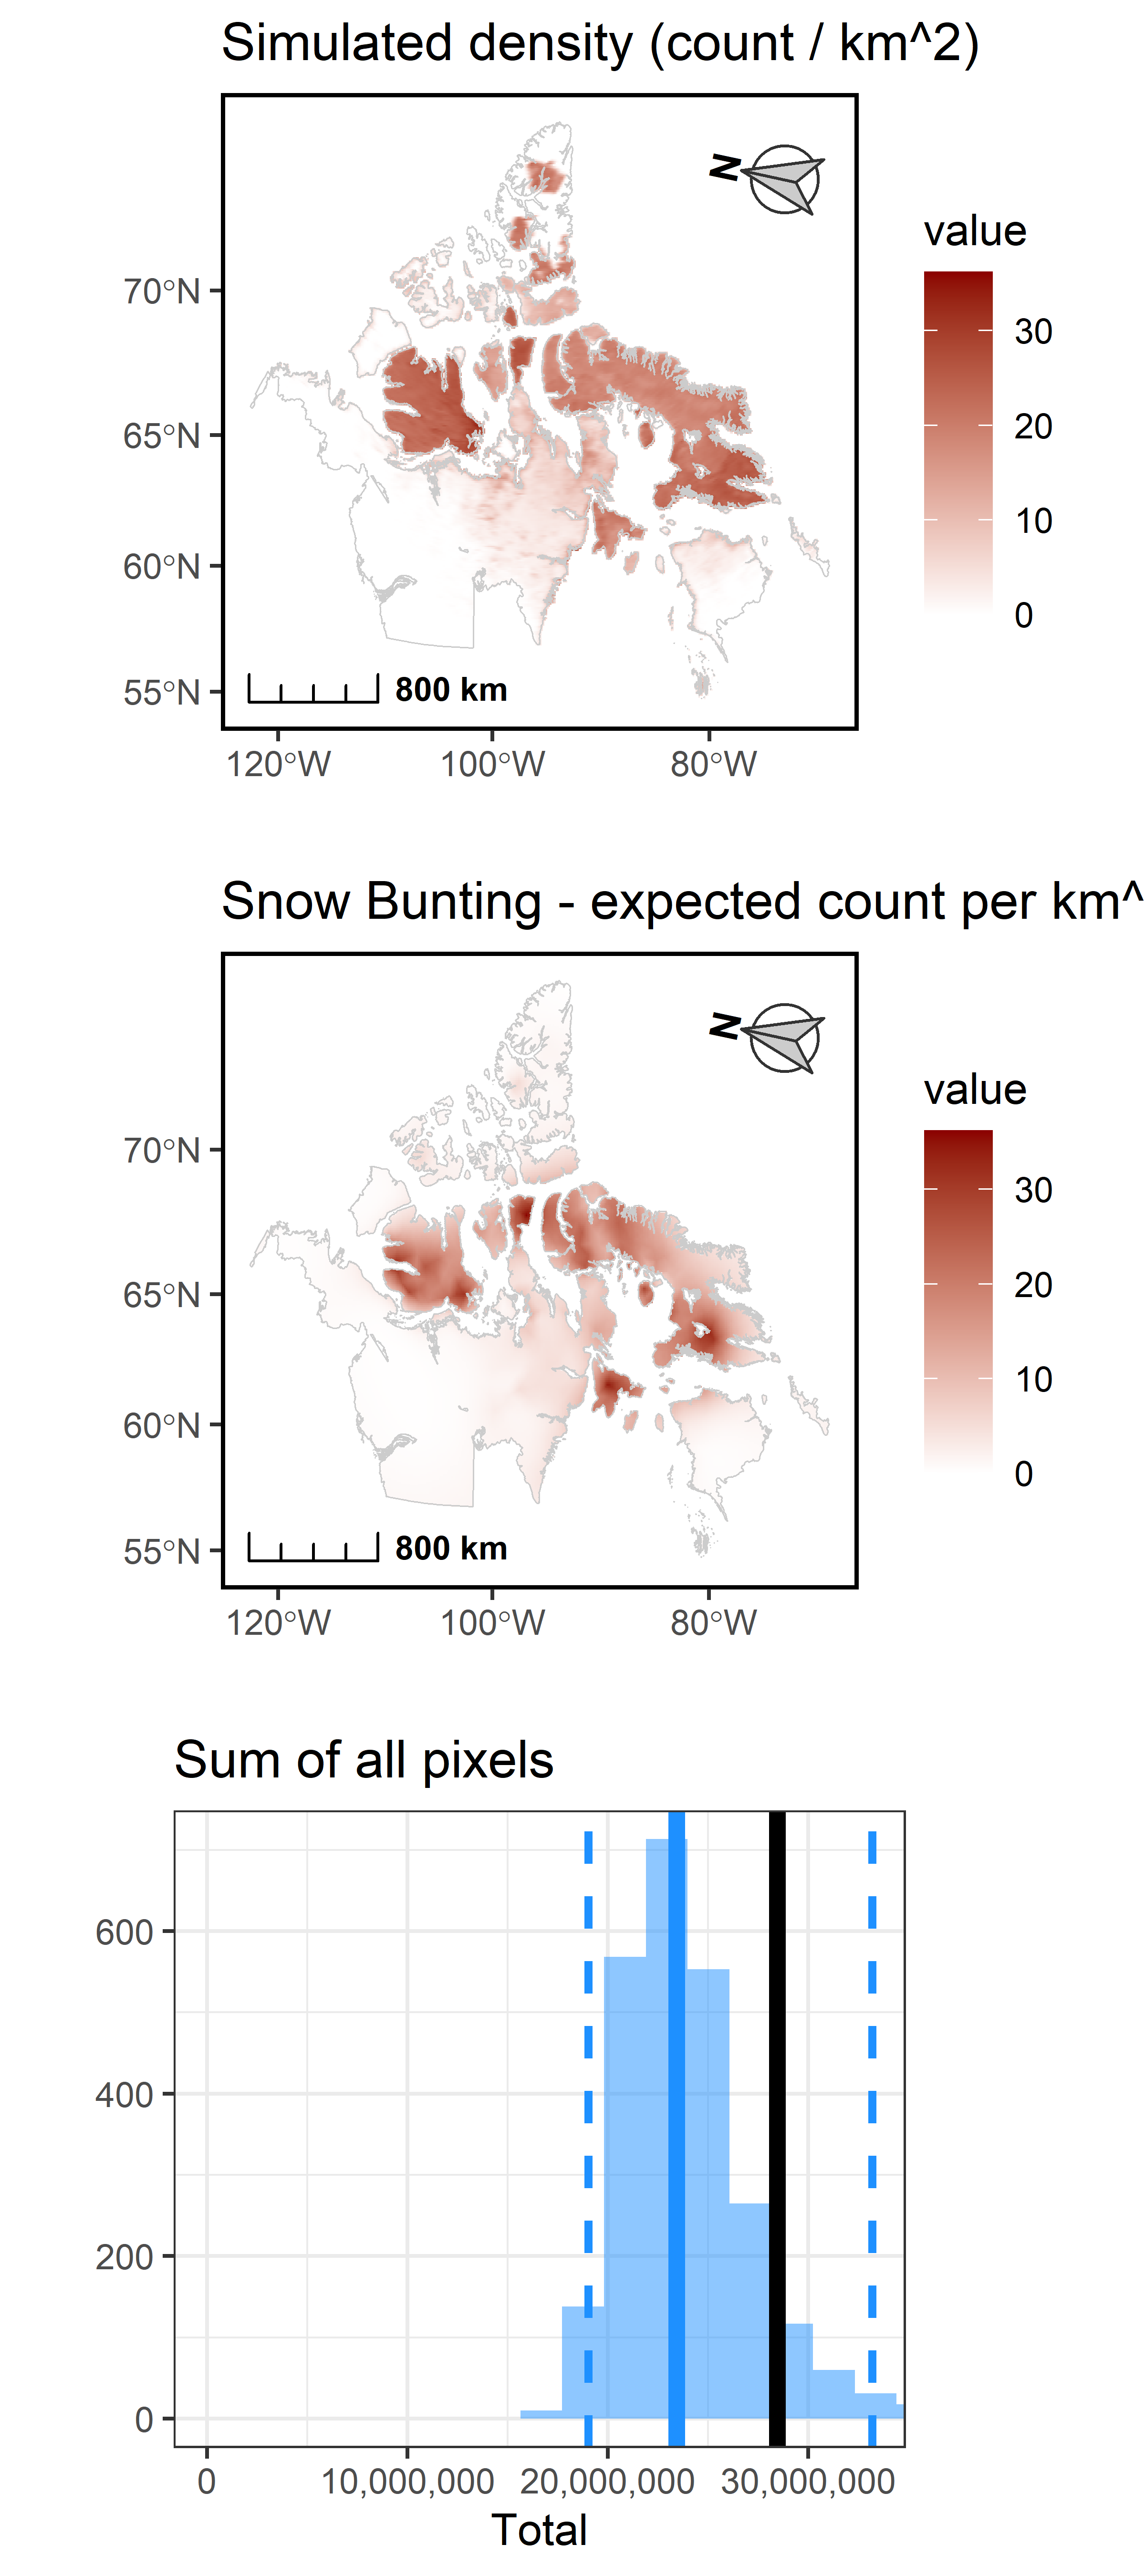 Simulated density (count / km^2)
N
value
30
20
10
0
70°N
65°N
60°N
55°N
800 km
120°W 100°W 80°W
Snow Bunting - expected count per km^
N
value
30
20
10
0
70°N
65°N
60°N
55°N
800 km
120°W 100°W 80°W
Sum of all pixels
600
400
200
0
0 10,000,000 20,000,000 30,000,000
Total